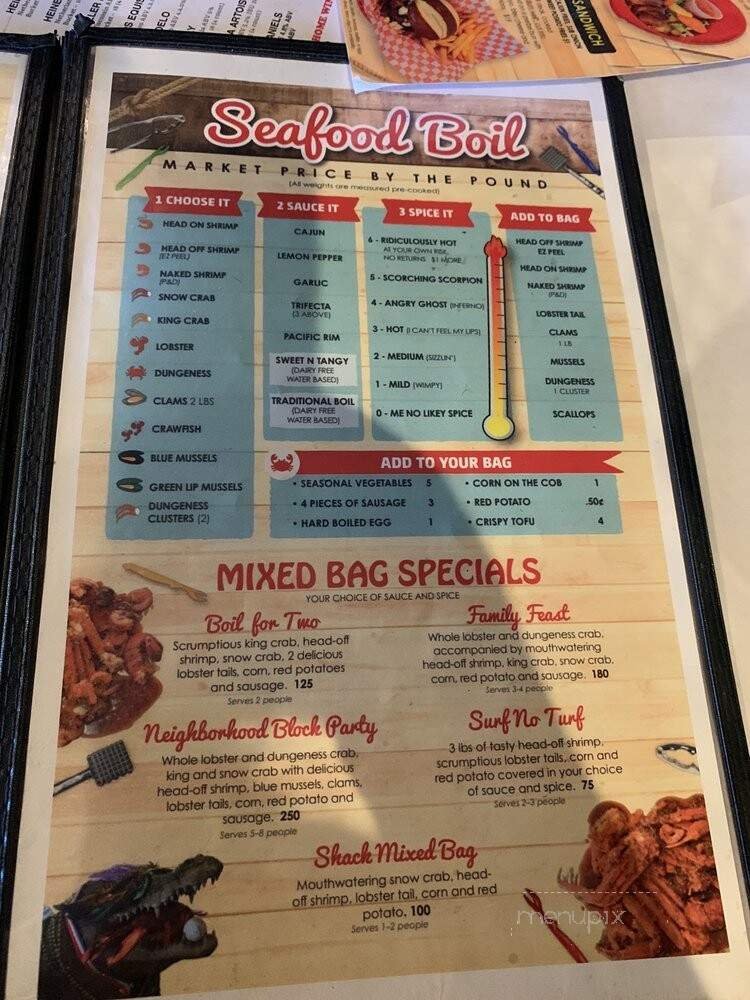 SANDWICH
Seafood Boil
MARKET PRICE BY THE POUND
(All weights are measured pre-cooked)
1 CHOOSE IT
HEAD ON SHRIMP
HEAD OFF SHRIMP
(EZ PEEL)
NAKED SHRIMP
(P&D)
SNOW CRAB
KING CRAB
LOBSTER
DUNGENESS
CLAMS 2 LBS
CRAWFISH
BLUE MUSSELS
GREEN LIP MUSSELS
DUNGENESS
CLUSTERS (2)
2 SAUCE IT
CAJUN
LEMON PEPPER
GARLIC
TRIFECTA
(3 ABOVE)
PACIFIC RIM
SWEET N TANGY
(DAIRY FREE
WATER BASED)
TRADITIONAL BOIL
(DAIRY FREE
WATER BASED)
3 SPICE IT
6 - RIDICULOUSLY HOT
AT YOUR OWN RISK,
NO RETURNS $1 MORE
5 - SCORCHING SCORPION
4 - ANGRY GHOST (INFERNO)
3 - HOT (I CAN'T FEEL MY LIPS)
2 - MEDIUM (SIZZLIN')
1 - MILD (WIMPY)
0 - ME NO LIKEY SPICE
ADD TO BAG
HEAD OFF SHRIMP
EZ PEEL
HEAD ON SHRIMP
NAKED SHRIMP
(P&D)
LOBSTER TAIL
CLAMS
1 LB
MUSSELS
DUNGENESS
1 CLUSTER
SCALLOPS
ADD TO YOUR BAG
• SEASONAL VEGETABLES 5
• 4 PIECES OF SAUSAGE 3
• HARD BOILED EGG 1
• CORN ON THE COB 1
• RED POTATO .50¢
• CRISPY TOFU 4
MIXED BAG SPECIALS
YOUR CHOICE OF SAUCE AND SPICE
Boil for Two
Scrumptious king crab, head-off
shrimp, snow crab, 2 delicious
lobster tails, corn, red potatoes
and sausage. 125
Serves 2 people
Family Feast
Whole lobster and dungeness crab,
accompanied by mouthwatering
head-off shrimp, king crab, snow crab,
corn, red potato and sausage. 180
Serves 3-4 people
Neighborhood Block Party
Whole lobster and dungeness crab,
king and snow crab with delicious
head-off shrimp, blue mussels, clams,
lobster tails, corn, red potato and
sausage. 250
Serves 5-8 people
Surf No Turf
3 lbs of tasty head-off shrimp,
scrumptious lobster tails, corn and
red potato covered in your choice
of sauce and spice. 75
Serves 2-3 people
Shack Mixed Bag
Mouthwatering snow crab, head-
off shrimp, lobster tail, corn and red
potato. 100
Serves 1-2 people
menupix